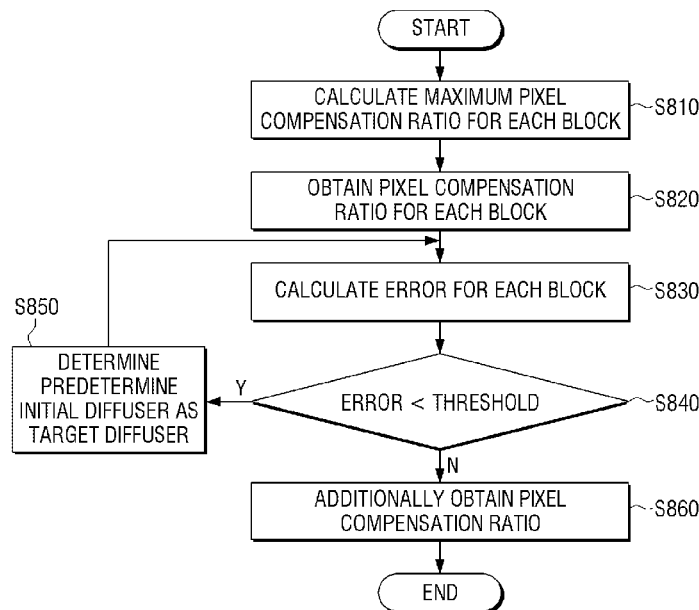 START
CALCULATE MAXIMUM PIXEL
COMPENSATION RATIO FOR EACH BLOCK
S810
OBTAIN PIXEL COMPENSATION
RATIO FOR EACH BLOCK
S820
CALCULATE ERROR FOR EACH BLOCK
S830
S850
DETERMINE
PREDETERMINE
INITIAL DIFFUSER AS
TARGET DIFFUSER
Y
ERROR < THRESHOLD
S840
N
ADDITIONALLY OBTAIN PIXEL
COMPENSATION RATIO
S860
END